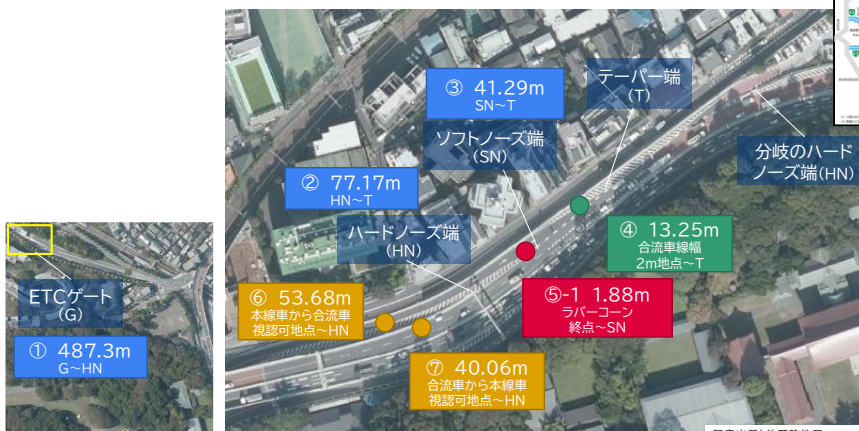 ③ 41.29m
SN~T
テーパー端
(T)
ソフトノーズ端
(SN)
分岐のハード
ノーズ端(HN)
② 77.17m
HN~T
ハードノーズ端
(HN)
④ 13.25m
合流車線幅
2m地点~T
ETCゲート
(G)
① 487.3m
G~HN
⑥ 53.68m
本線車から合流車
視認可地点~HN
⑤-1 1.88m
ラバーコーン
終点~SN
⑦ 40.06m
合流車から本線車
視認可地点~HN